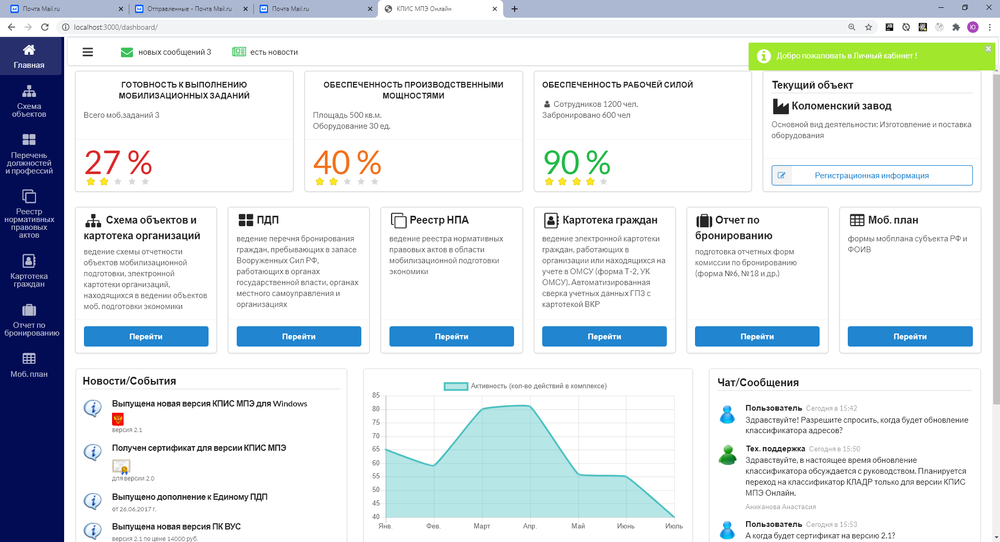 Почта Mail.ru
Отправленные - Почта Mail.ru
Почта Mail.ru
КПИС МПЭ Онлайн
localhost:3000/dashboard/
Ю
Главная
Схема
объектов
Перечень
должностей
и профессий
Реестр
нормативных
правовых
актов
Картотека
граждан
Отчет по
бронированию
Моб. план
новых сообщений 3
есть новости
Добро пожаловать в Личный кабинет !
ГОТОВНОСТЬ К ВЫПОЛНЕНИЮ
МОБИЛИЗАЦИОННЫХ ЗАДАНИЙ
Всего моб.заданий 3
27 %
ОБЕСПЕЧЕННОСТЬ ПРОИЗВОДСТВЕННЫМИ
МОЩНОСТЯМИ
Площадь 500 кв.м.
Оборудование 30 ед.
40 %
ОБЕСПЕЧЕННОСТЬ РАБОЧЕЙ СИЛОЙ
Сотрудников 1200 чел.
Забронировано 600 чел
90 %
Текущий объект
Коломенский завод
Основной вид деятельности: Изготовление и поставка
оборудования
Регистрационная информация
Схема объектов и
картотека организаций
ведение схемы отчетности
объектов мобилизационной
подготовки, электронной
картотеки организаций,
находящихся в ведении объектов
моб. подготовки экономики
Перейти
ПДП
ведение перечня бронирования
граждан, пребывающих в запасе
Вооруженных Сил РФ,
работающих в органах
государственной власти, органах
местного самоуправления и
организациях
Перейти
Реестр НПА
ведение реестра нормативных
правовых актов в области
мобилизационной подготовки
экономики
Перейти
Картотека граждан
ведение электронной картотеки
граждан, работающих в
организации или находящихся на
учете в ОМСУ (форма Т-2, УК
ОМСУ). Автоматизированная
сверка учетных данных ГПЗ с
картотекой ВКР
Перейти
Отчет по
бронированию
подготовка отчетных форм
комиссии по бронированию
(форма №6, №18 и др.)
Перейти
Моб. план
формы мобплана субъекта РФ и
ФОИВ
Перейти
Новости/События
Выпущена новая версия КПИС МПЭ для Windows
версия 2.1
Получен сертификат для версии КПИС МПЭ
для версии 2.0
Выпущено дополнение к Единому ПДП
от 26.06.2017 г.
Выпущена новая версия ПК ВУС
версия 2.1 по цене 14000 руб.
Активность (кол-во действий в комплексе)
85
80
75
70
65
60
55
50
45
40
Янв.
Фев.
Март
Апр.
Май
Июнь
Июль
Чат/Сообщения
Пользователь Сегодня в 15:42
Здравствуйте! Разрешите спросить, когда будет обновление
классификатора адресов?
Тех. поддержка Сегодня в 15:50
Здравствуйте, в настоящее время обновление
классификатора обсуждается с руководством. Планируется
переход на классификатор КЛАДР только для версии КПИС
МПЭ Онлайн.
Аниканова Анастасия
Пользователь Сегодня в 15:53
А когда будет сертификат на версию 2.1?